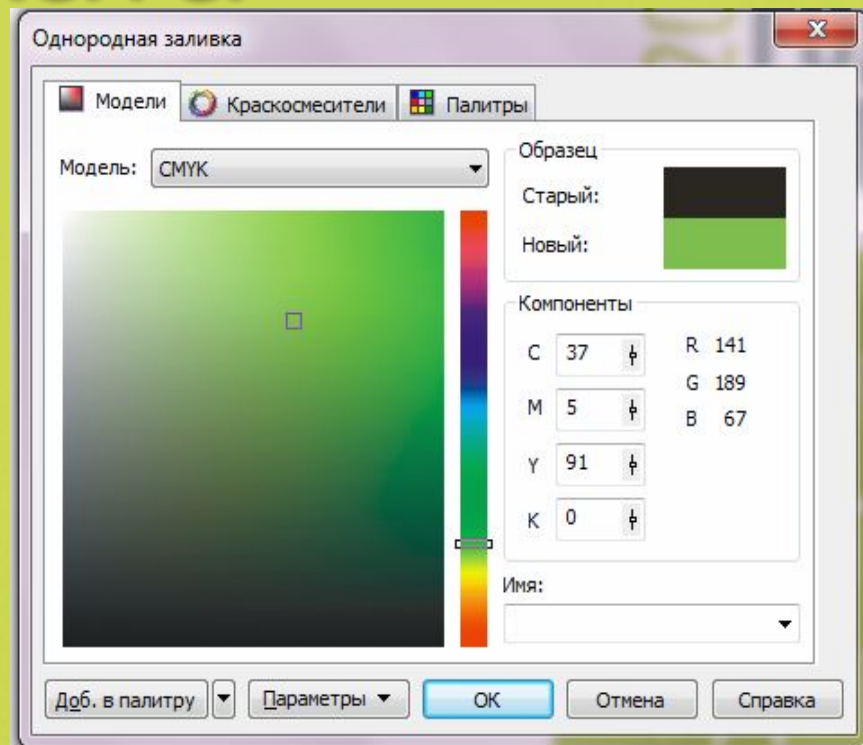 Однородная заливка
Модели Краскосмесители Палитры
Модель: CMYK
Образец
Старый:
Новый:
Компоненты
C 37 R 141
G 189
M 5 B 67
Y 91
K 0
Имя:
Доб. в палитру Параметры OK Отмена Справка